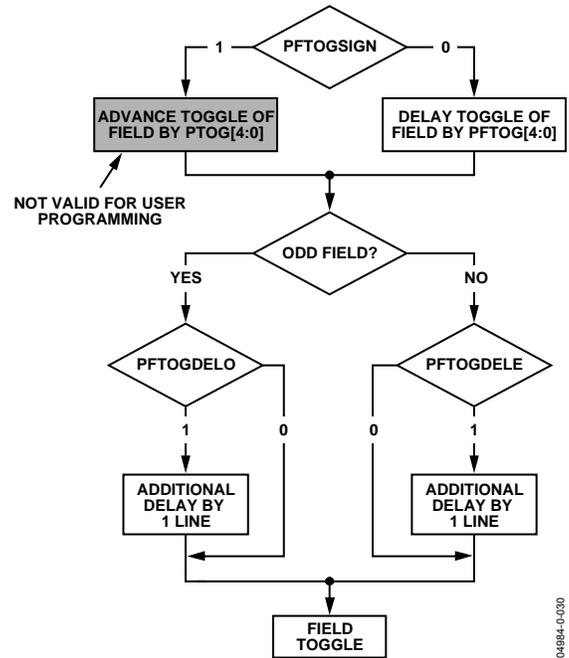 PFTOGSIGN
1
0
ADVANCE TOGGLE OF
FIELD BY PTOG[4:0]
DELAY TOGGLE OF
FIELD BY PFTOG[4:0]
NOT VALID FOR USER
PROGRAMMING
ODD FIELD?
YES
NO
PFTOGDELO
PFTOGDELE
1
0
0
1
ADDITIONAL
DELAY BY
1 LINE
ADDITIONAL
DELAY BY
1 LINE
FIELD
TOGGLE
04984-0-030